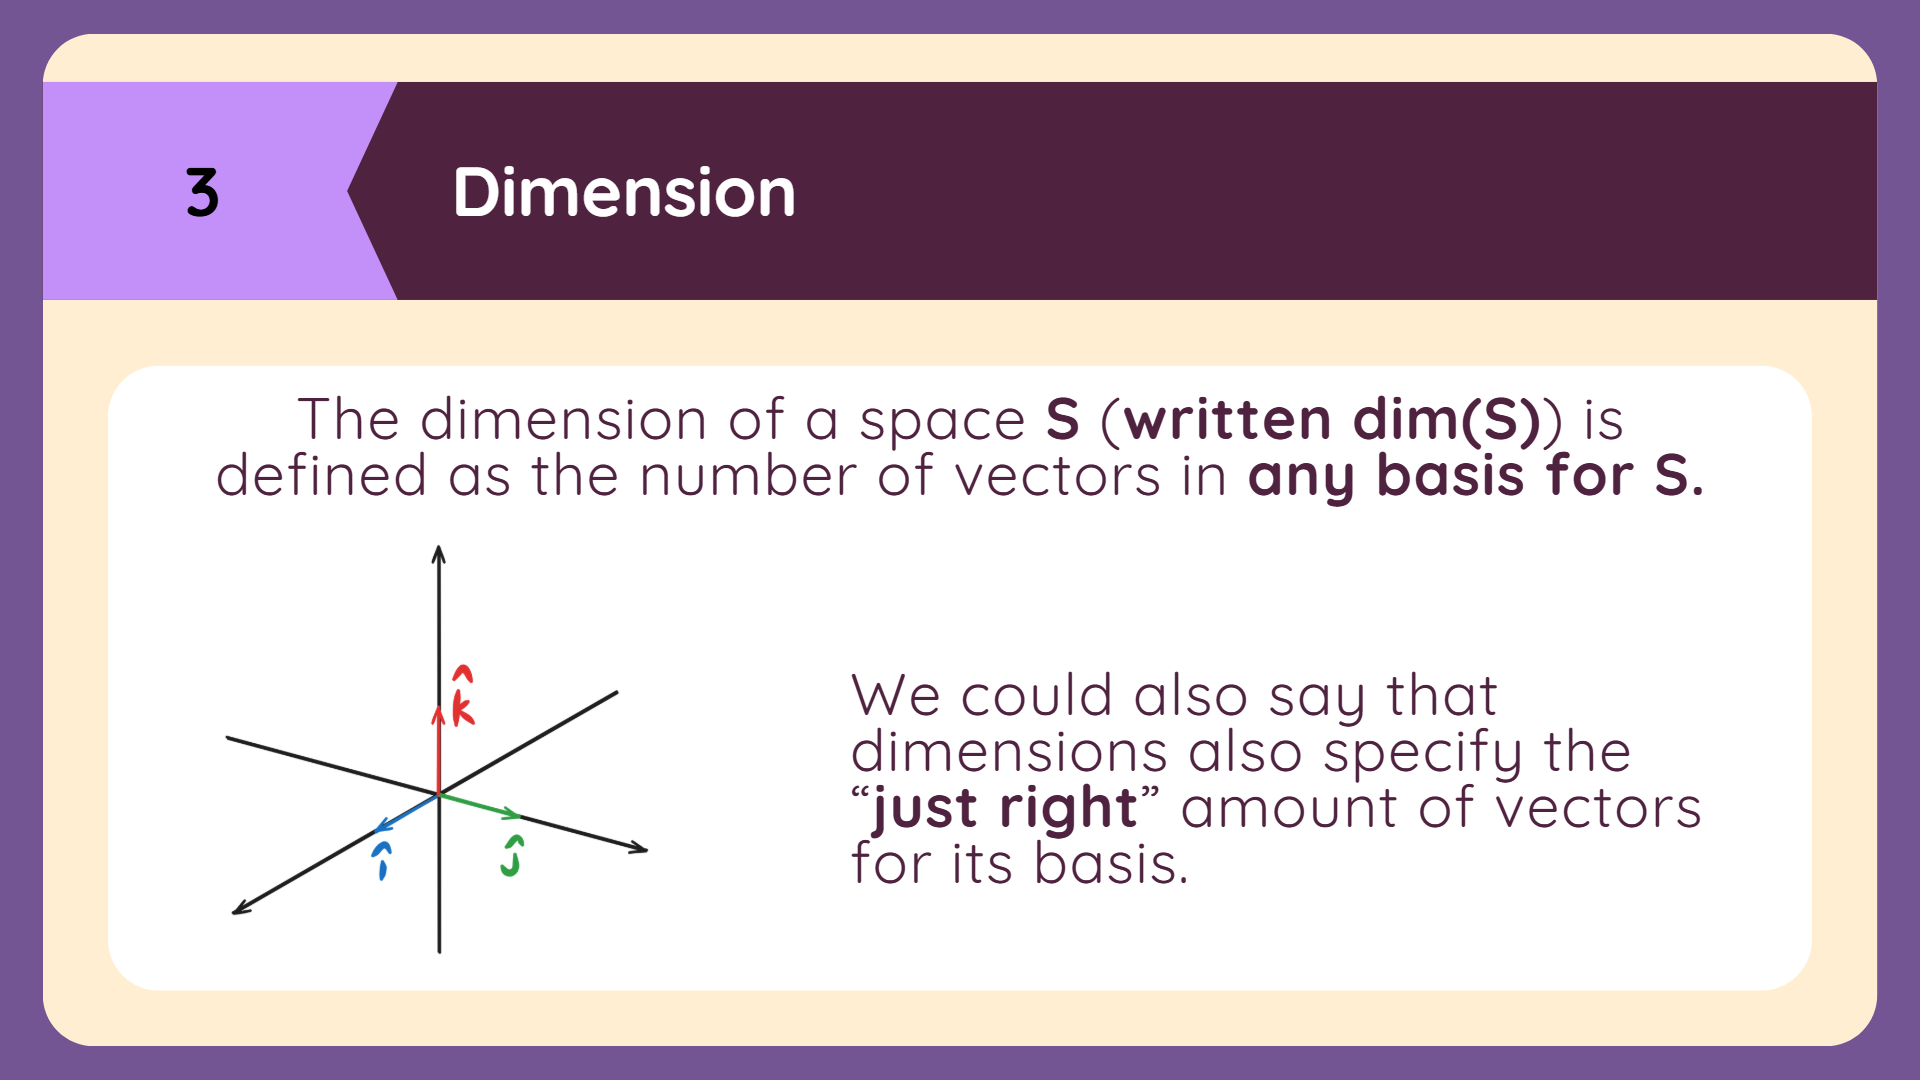 3
Dimension
The dimension of a space S (written dim(S)) is
defined as the number of vectors in any basis for S.
k̂
î
ĵ
We could also say that
dimensions also specify the
“just right” amount of vectors
for its basis.